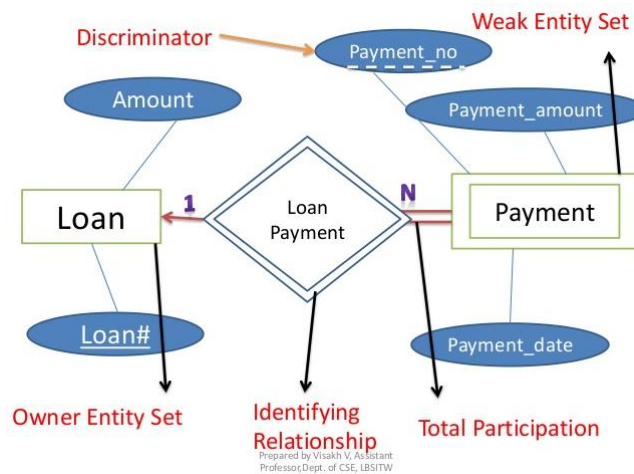 Weak Entity Set
Discriminator
Payment_no
Amount
Payment_amount
1
N
Loan
Loan
Payment
Payment
Loan#
Payment_date
Owner Entity Set
Identifying
Relationship
Total Participation
Prepared by Visakh V, Assistant
Professor,Dept. of CSE, LBSITW